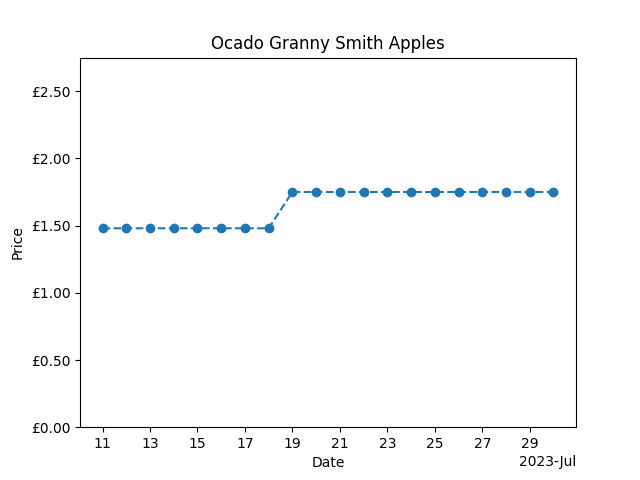 Ocado Granny Smith Apples
£2.50
£2.00
£1.50
£1.00
£0.50
£0.00
Price
11 13 15 17 19 21 23 25 27 29
Date
2023-Jul